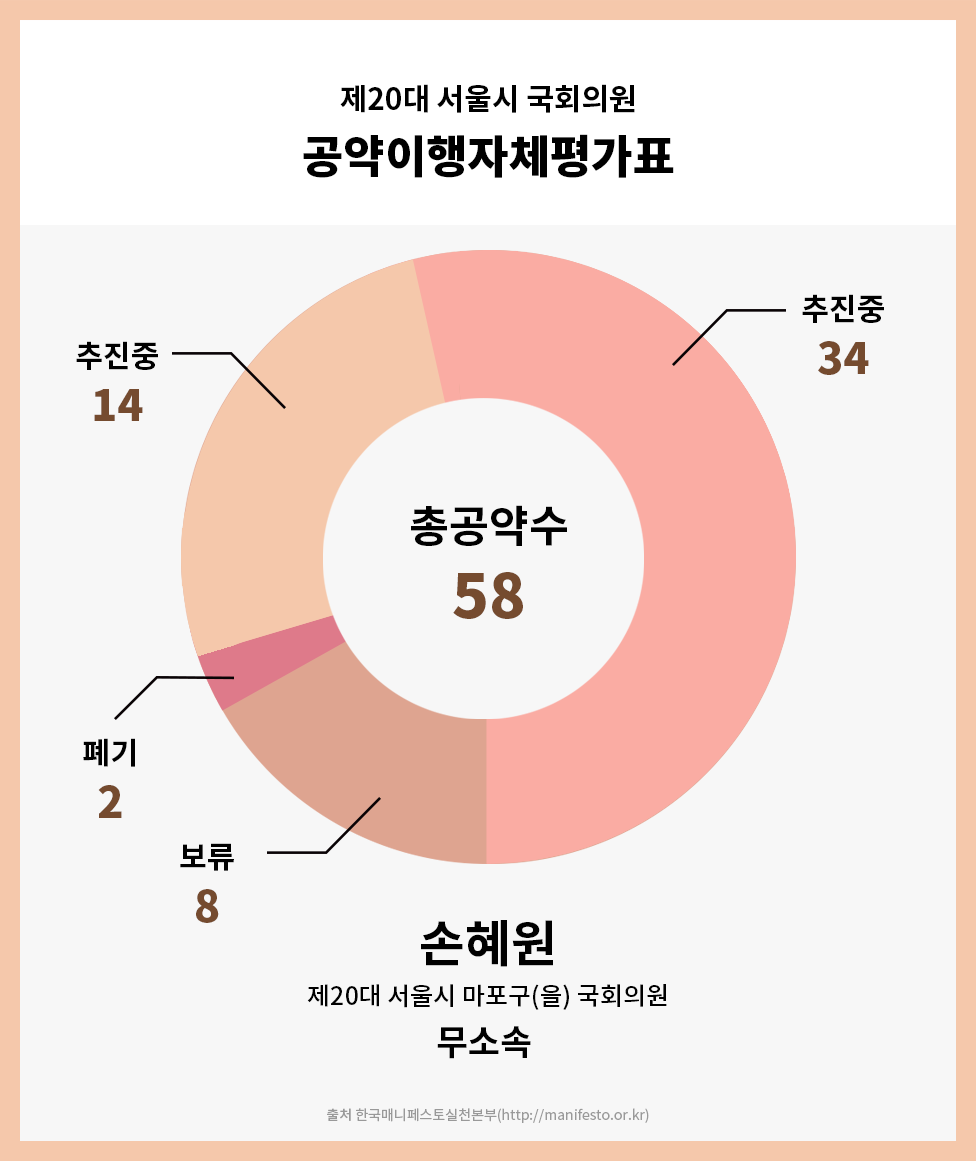 제20대 서울시 국회의원
공약이행자체평가표
추진중
34
추진중
14
총공약수
58
폐기
2
보류
8
손혜원
제20대 서울시 마포구(을) 국회의원
무소속
출처 한국매니페스토실천본부(http://manifesto.or.kr)